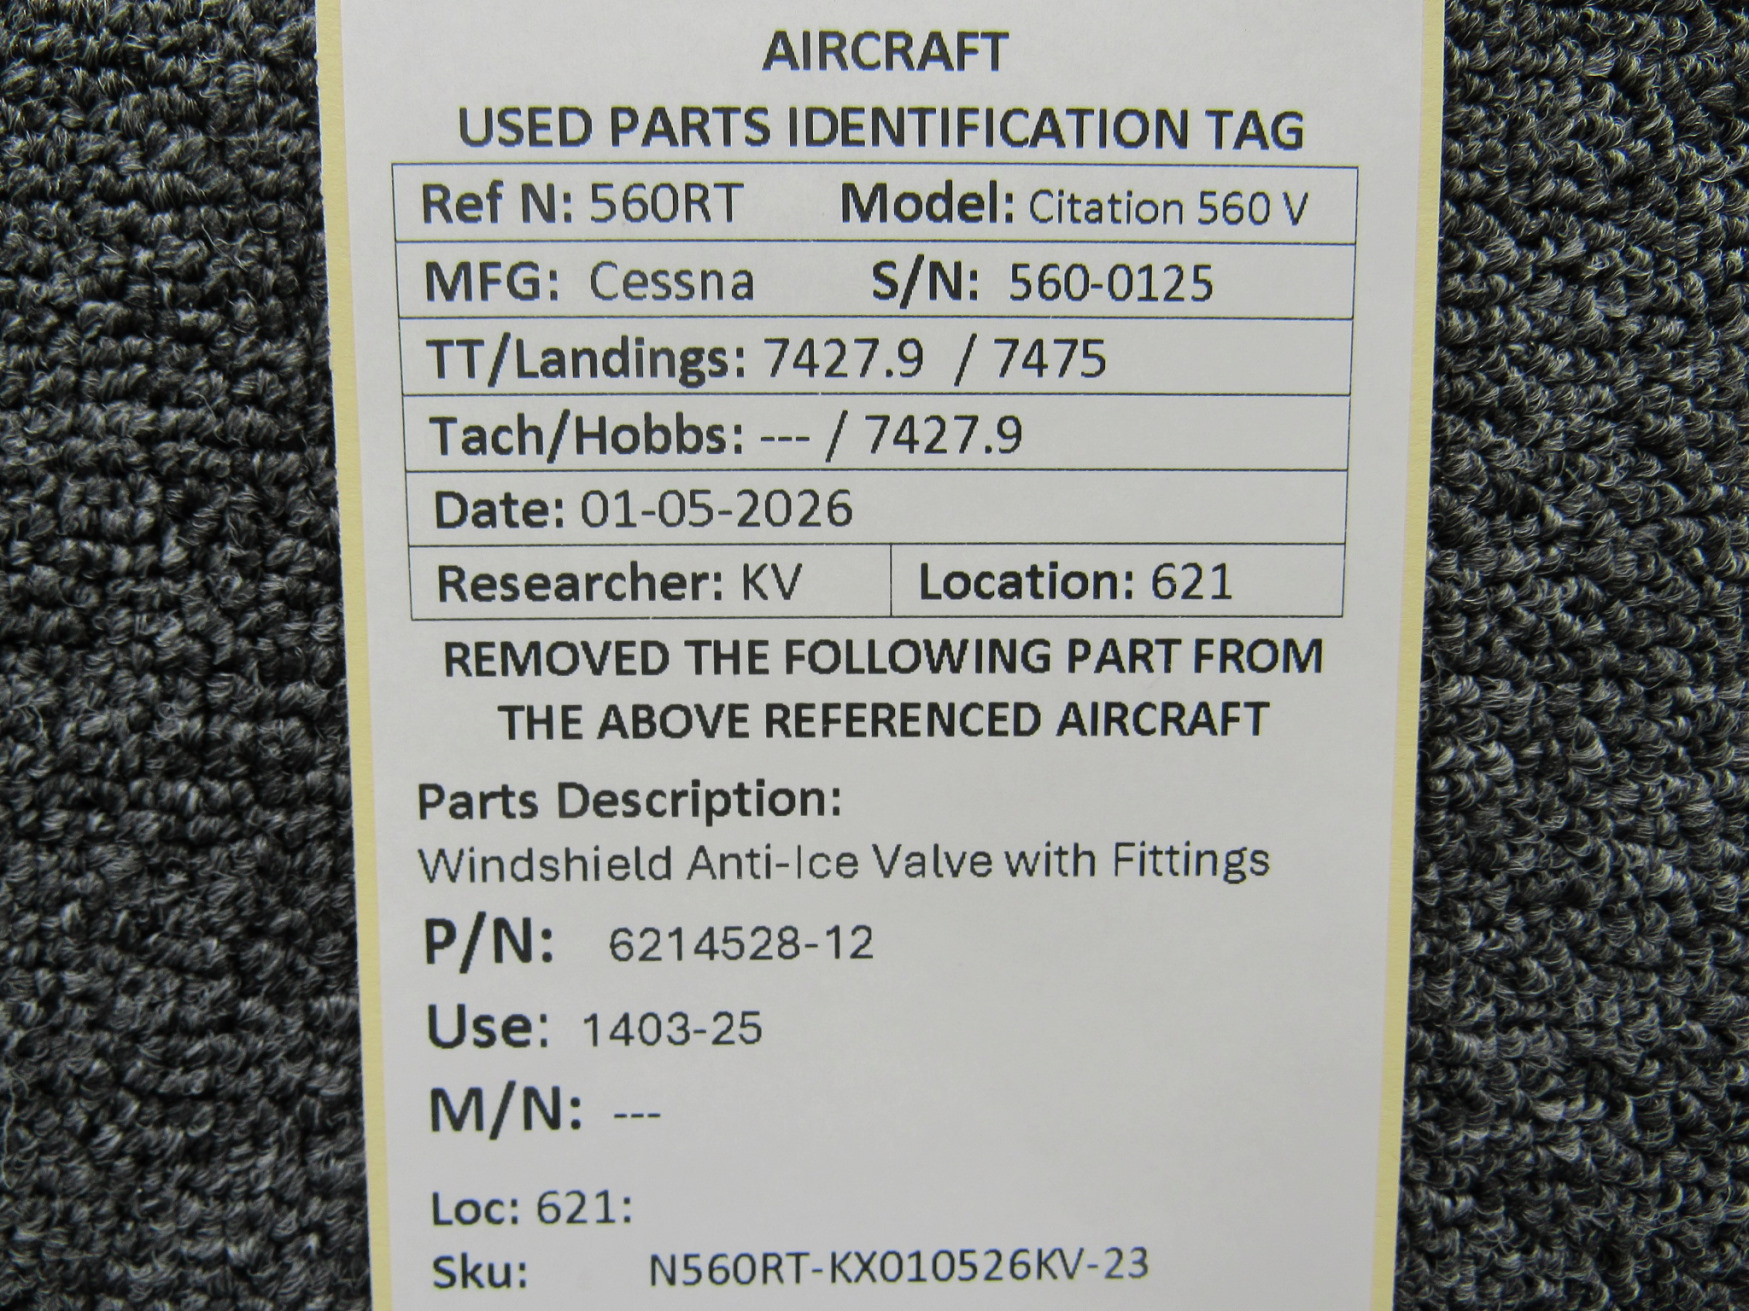 AIRCRAFT
USED PARTS IDENTIFICATION TAG
Ref N: 560RT Model: Citation 560 V
MFG: Cessna S/N: 560-0125
TT/Landings: 7427.9 / 7475
Tach/Hobbs: --- / 7427.9
Date: 01-05-2026
Researcher: KV Location: 621
REMOVED THE FOLLOWING PART FROM
THE ABOVE REFERENCED AIRCRAFT
Parts Description:
Windshield Anti-Ice Valve with Fittings
P/N: 6214528-12
Use: 1403-25
M/N: ---
Loc: 621:
Sku: N560RT-KX010526KV-23